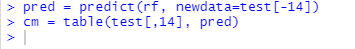 > pred = predict(rf, newdata=test[-14])
> cm = table(test[,14], pred)
>